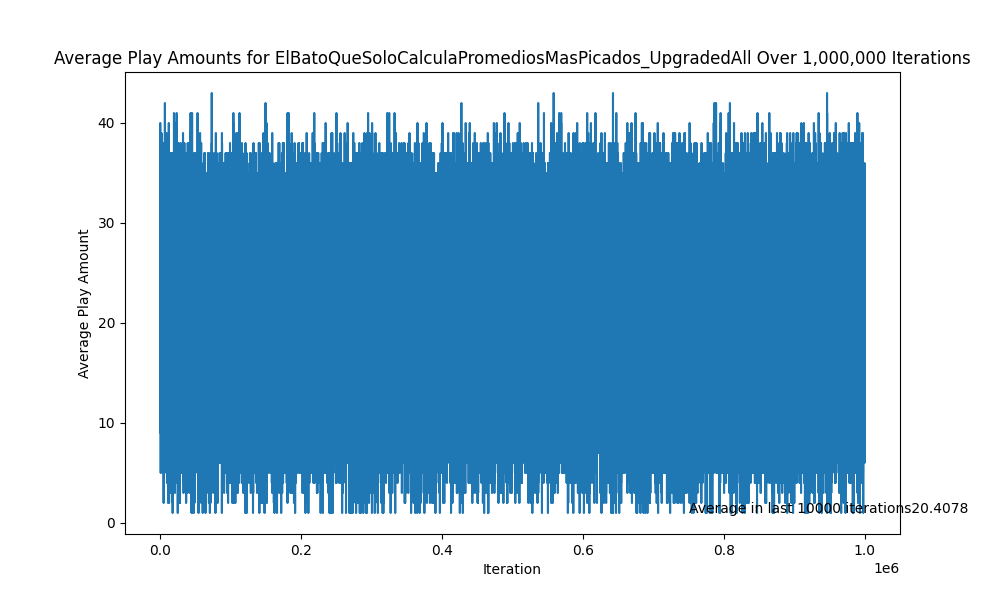 Average Play Amounts for ElBatoQueSoloCalculaPromediosMasPicados_UpgradedAll Over 1,000,000 Iterations
Average Play Amount
40
30
20
10
0
Average in last 10000 iterations20.4078
0.0 0.2 0.4 0.6 0.8 1.0
1e6
Iteration